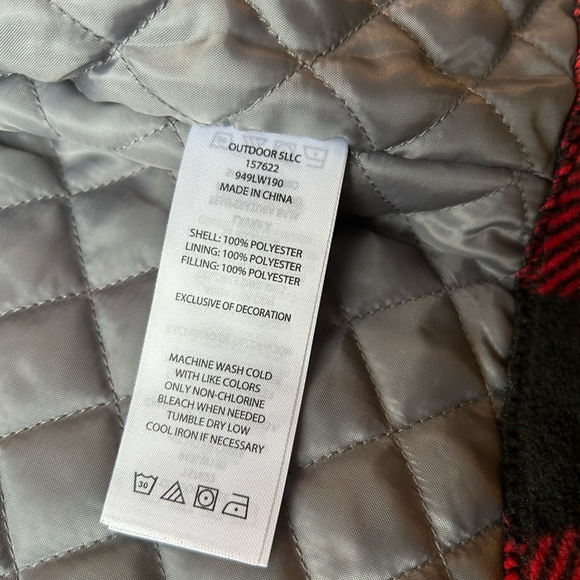 OUTDOOR 5LLC
157622
949LW190
MADE IN CHINA
SHELL: 100% POLYESTER
LINING: 100% POLYESTER
FILLING: 100% POLYESTER
EXCLUSIVE OF DECORATION
MACHINE WASH COLD
WITH LIKE COLORS
ONLY NON-CHLORINE
BLEACH WHEN NEEDED
TUMBLE DRY LOW
COOL IRON IF NECESSARY
30